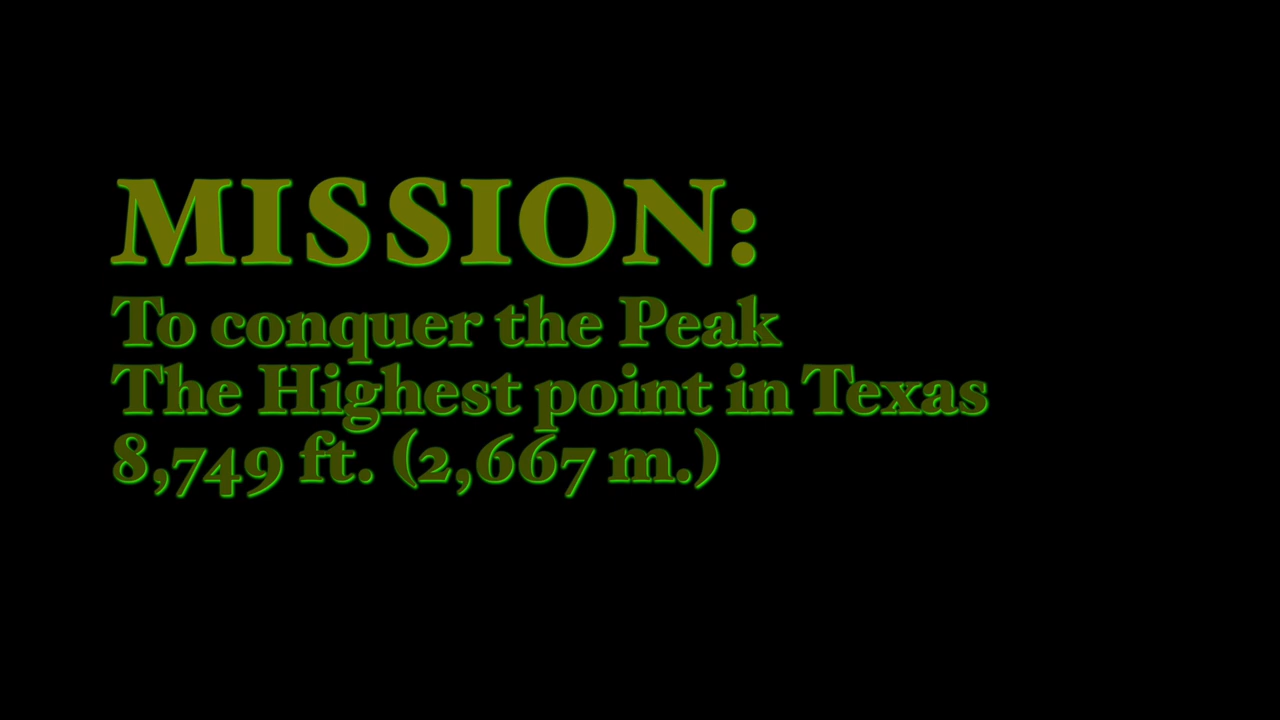 MISSION:
To conquer the Peak
The Highest point in Texas
8,749 ft. (2,667 m.)